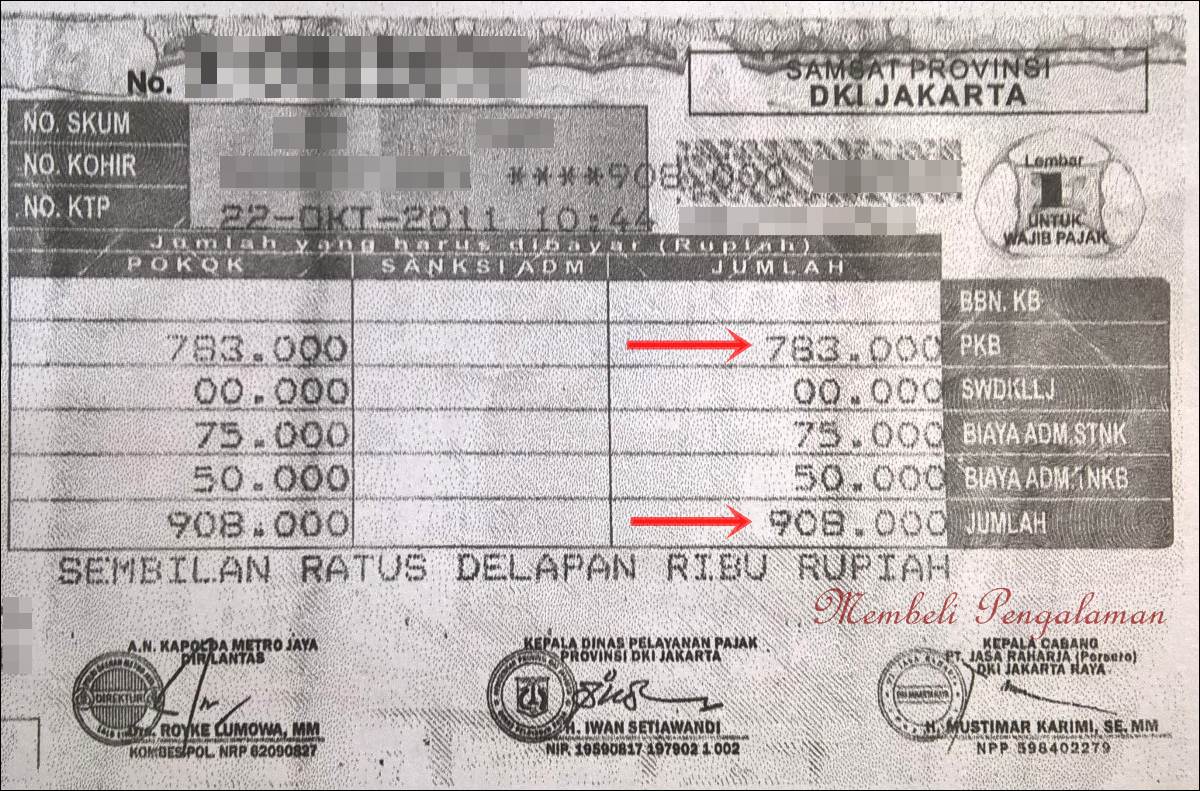 No.
SAMSAT PROVINSI
DKI JAKARTA
NO. SKUM
NO. KOHIR
NO. KTP
****908.000
22-OKT-2011 10:44
Lembar
1
UNTUK
WAJIB PAJAK
Jumlah yang harus dibayar (Rupiah)
POKOK SANKSI ADM JUMLAH
BBN. KB
783.000 783.000 PKB
00.000 00.000 SWDKLLJ
75.000 75.000 BIAYA ADM.STNK
50.000 50.000 BIAYA ADM.TNKB
908.000 908.000 JUMLAH
SEMBILAN RATUS DELAPAN RIBU RUPIAH
Membeli Pengalaman
A.N. KAPOLDA METRO JAYA
DIRLANTAS
DIREKTUR
Drs. ROYKE LUMOWA, MM
KOMBES POL. NRP 62090827
KEPALA DINAS PELAYANAN PAJAK
PROVINSI DKI JAKARTA
H. IWAN SETIAWANDI
NIP. 19590817 197902 1 002
KEPALA CABANG
PT. JASA RAHARJA (Persero)
DKI JAKARTA RAYA
H. MUSTIMAR KARIMI, SE. MM
NPP 598402279